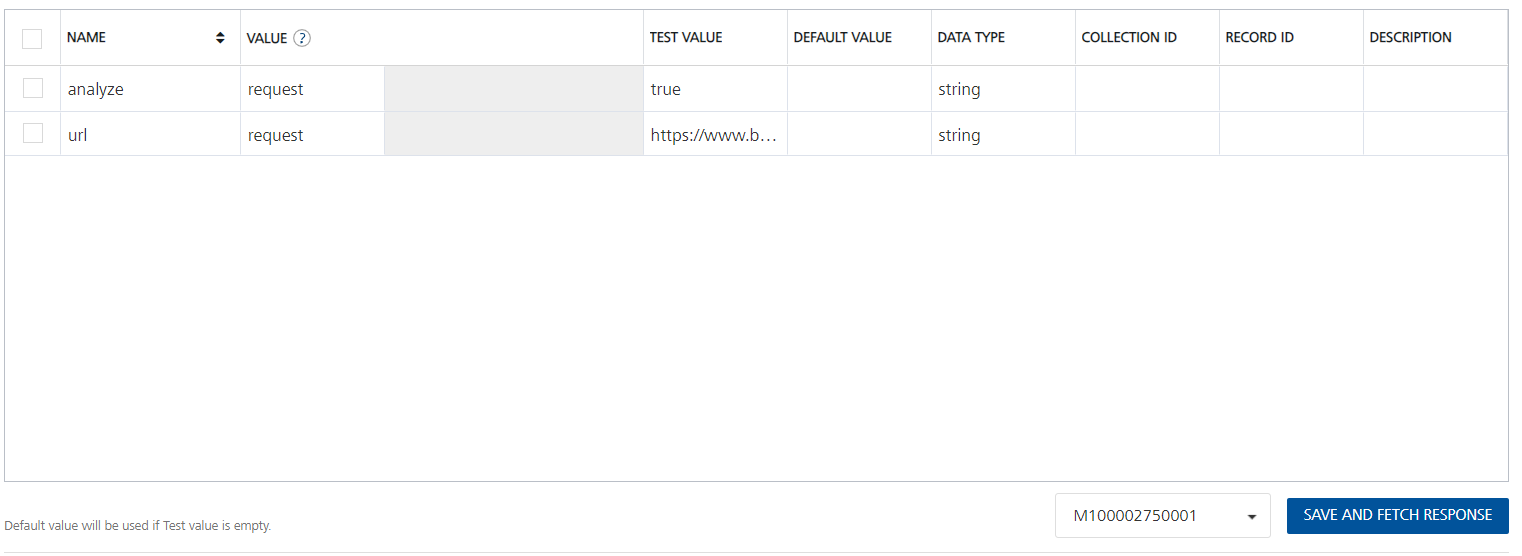 NAME VALUE ? TEST VALUE DEFAULT VALUE DATA TYPE COLLECTION ID RECORD ID DESCRIPTION
analyze request true string
url request https://www.b... string
Default value will be used if Test value is empty.
M100002750001 SAVE AND FETCH RESPONSE